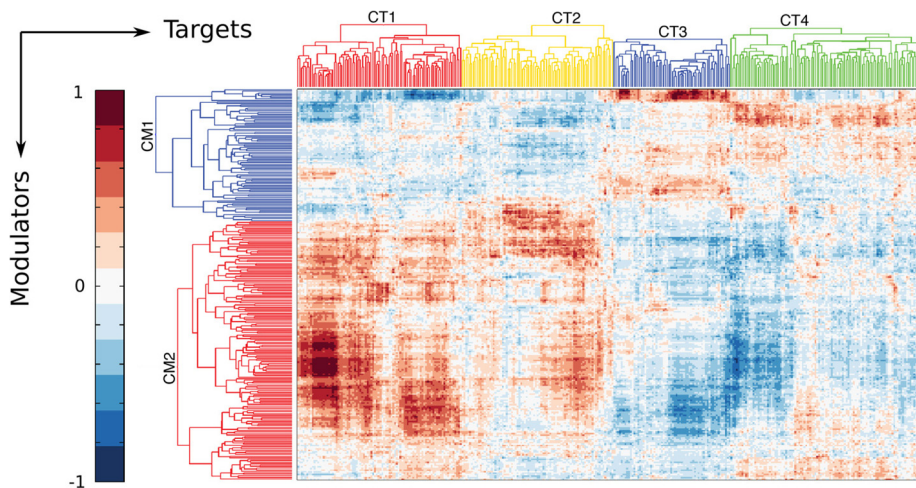 Targets
CT1
CT2
CT3
CT4
Modulators
1
0
-1
CM1
CM2